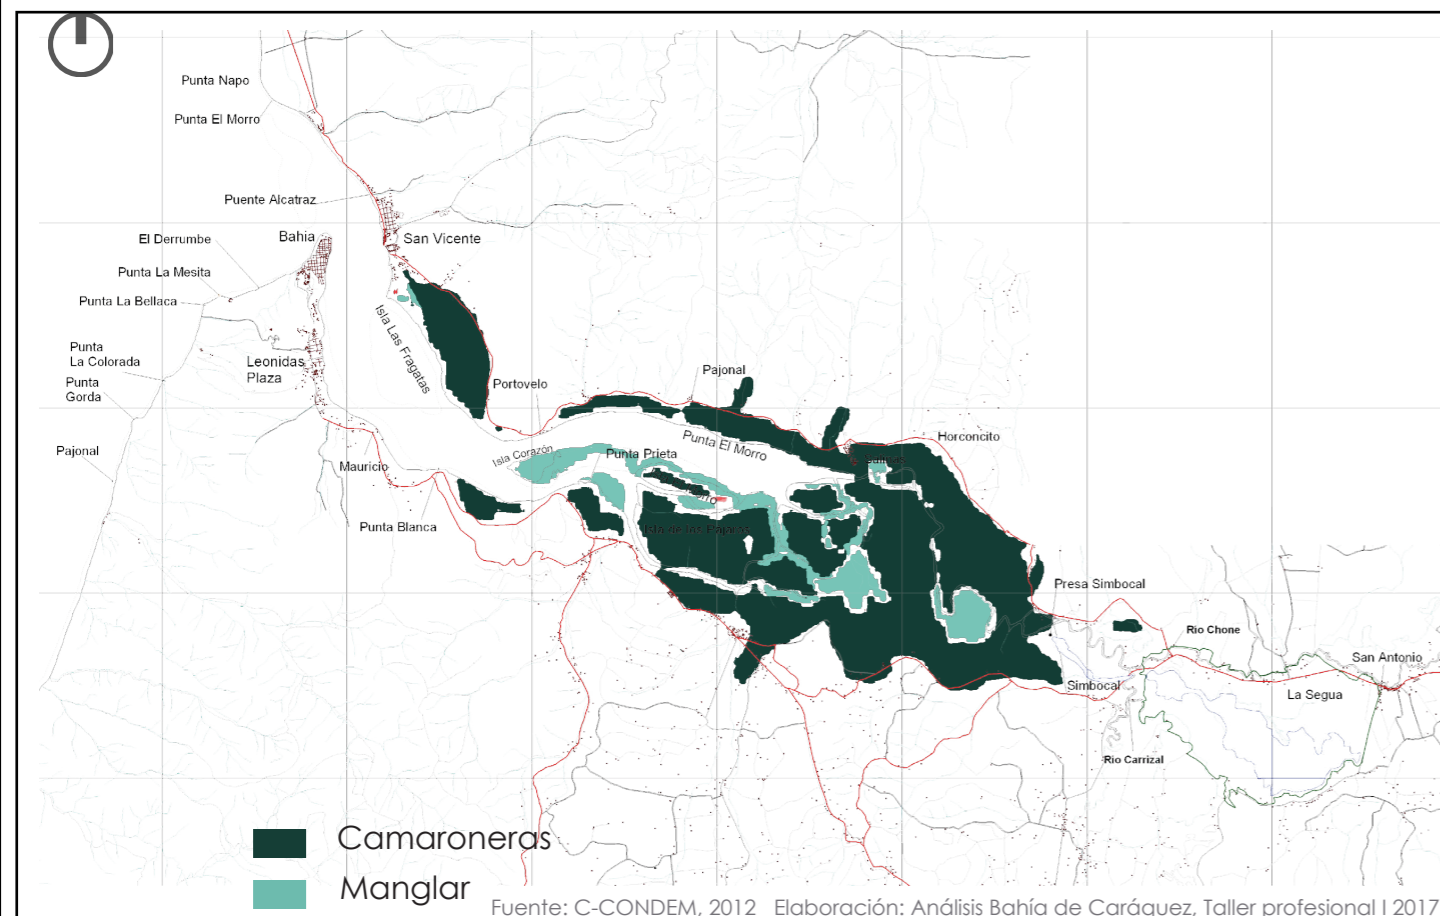 Punta Napo
Punta El Morro
Puente Alcatraz
El Derrumbe
Bahia
San Vicente
Punta La Mesita
Punta La Bellaca
Isla Las Fragatas
Punta
La Colorada
Leonidas
Plaza
Punta
Gorda
Portovelo
Pajonal
Pajonal
Punta El Morro
Horconcito
Isla Corazón
Punta Prieta
Mauricio
Salinas
Punta Blanca
Isla de los Pajaros
Presa Simbocal
Rio Chone
San Antonio
Simbocal
La Segua
Rio Carrizal
Camaroneras
Manglar
Fuente: C-CONDEM, 2012 Elaboración: Análisis Bahía de Caráquez, Taller profesional I 2017